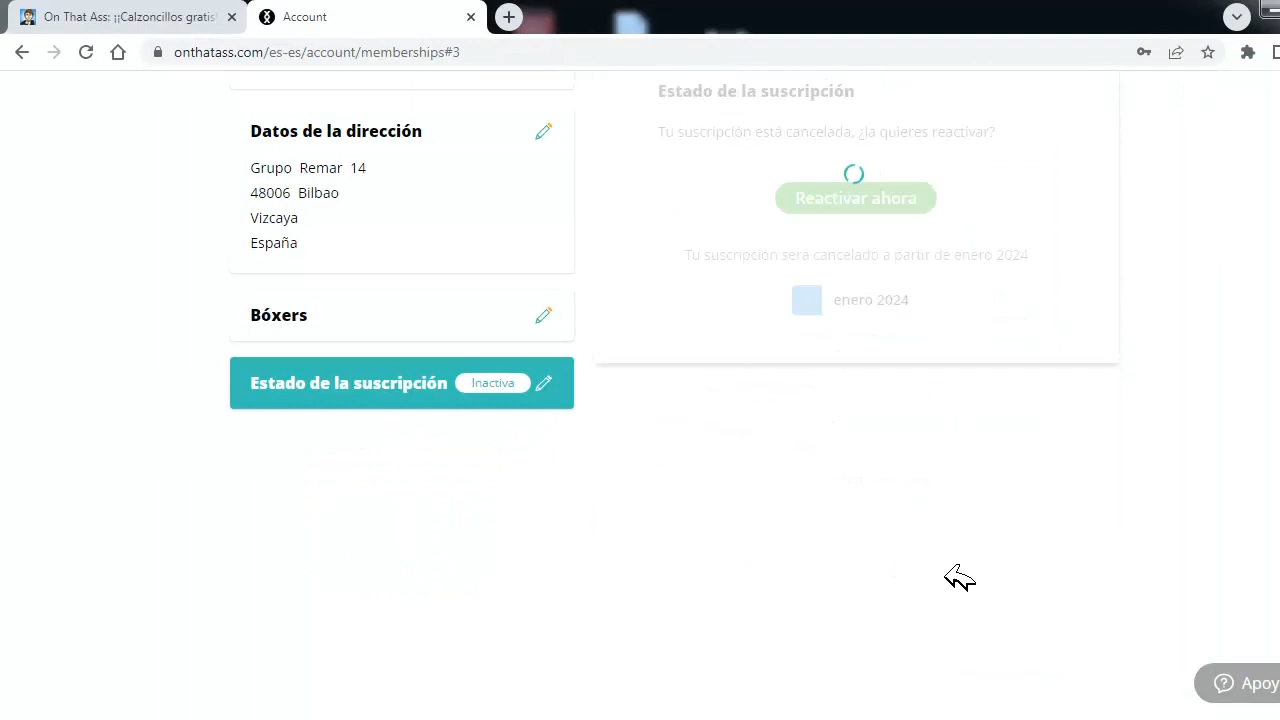 On That Ass: ¡¡Calzoncillos gratis
Account
onthatass.com/es-es/account/memberships#3
Datos de la dirección
Grupo Remar 14
48006 Bilbao
Vizcaya
España
Bóxers
Estado de la suscripción Inactiva
Estado de la suscripción
Tu suscripción está cancelada, ¿la quieres reactivar?
Reactivar ahora
Tu suscripción será cancelado a partir de enero 2024
enero 2024
Apoy